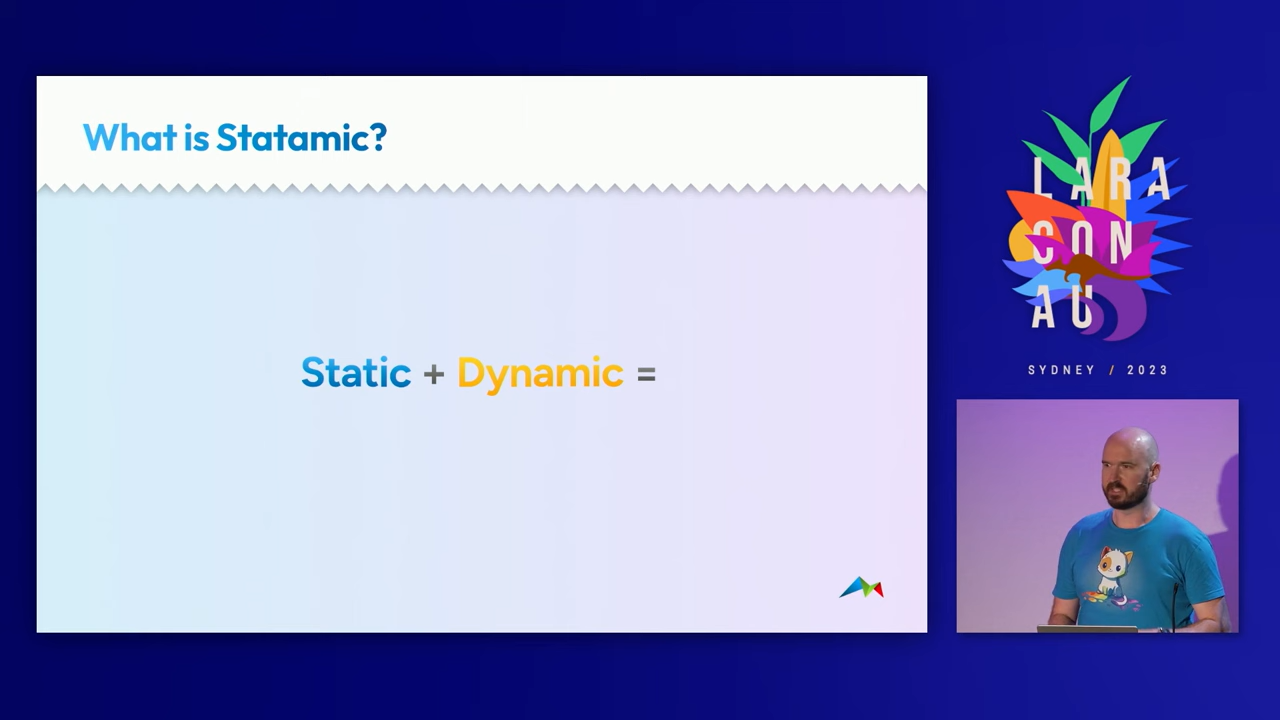 What is Statamic?
Static + Dynamic =
LARA
CON
AU
SYDNEY / 2023